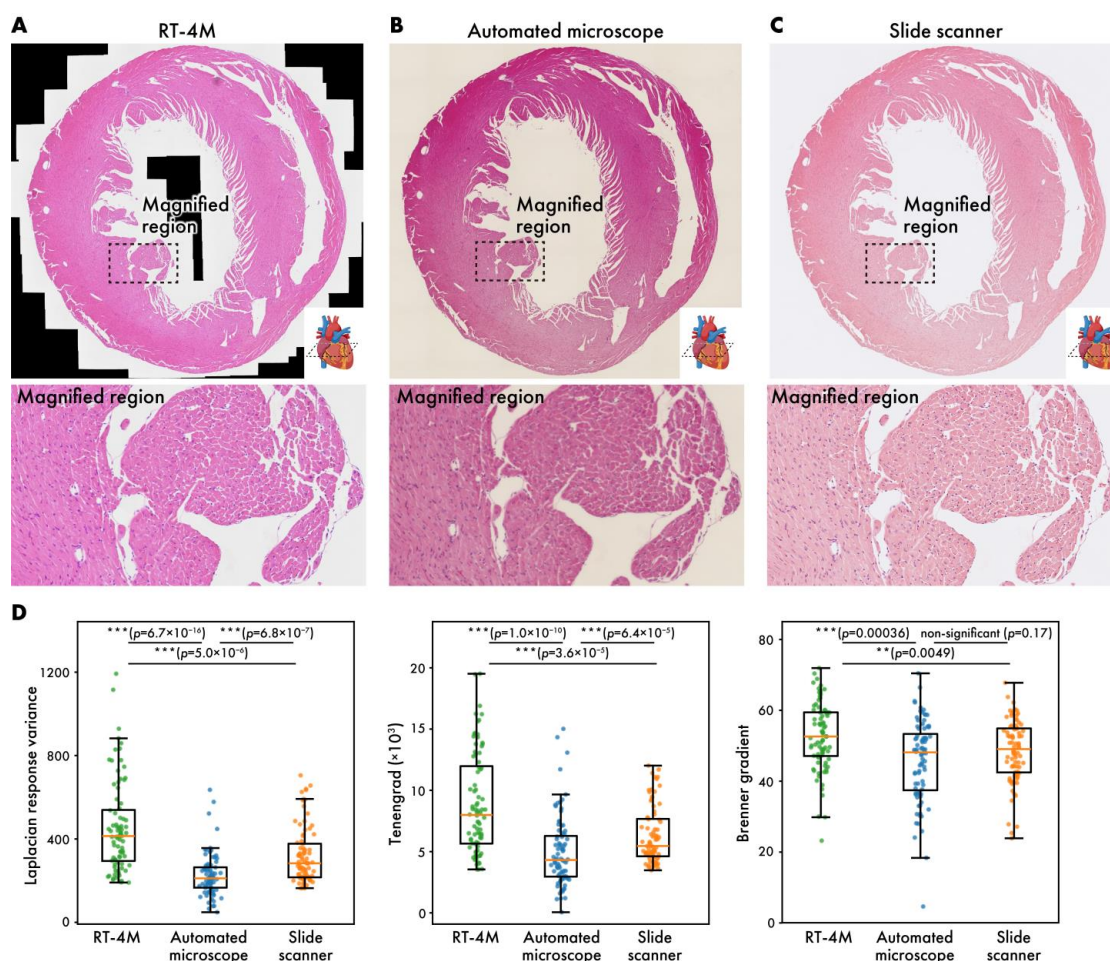 A
RT-4M
B
Automated microscope
C
Slide scanner
Magnified
region
Magnified
region
Magnified
region
Magnified region
Magnified region
Magnified region
D
***(p=6.7×10⁻¹⁶) ***(p=6.8×10⁻⁷)
***(p=5.0×10⁻⁶)
Laplacian response variance
1200
800
400
0
RT-4M
Automated
microscope
Slide
scanner
***(p=1.0×10⁻¹⁰) ***(p=6.4×10⁻⁵)
***(p=3.6×10⁻⁵)
Tenengrad (×10³)
20
15
10
5
0
RT-4M
Automated
microscope
Slide
scanner
***(p=0.00036) non-significant (p=0.17)
**(p=0.0049)
Brenner gradient
80
60
40
20
0
RT-4M
Automated
microscope
Slide
scanner